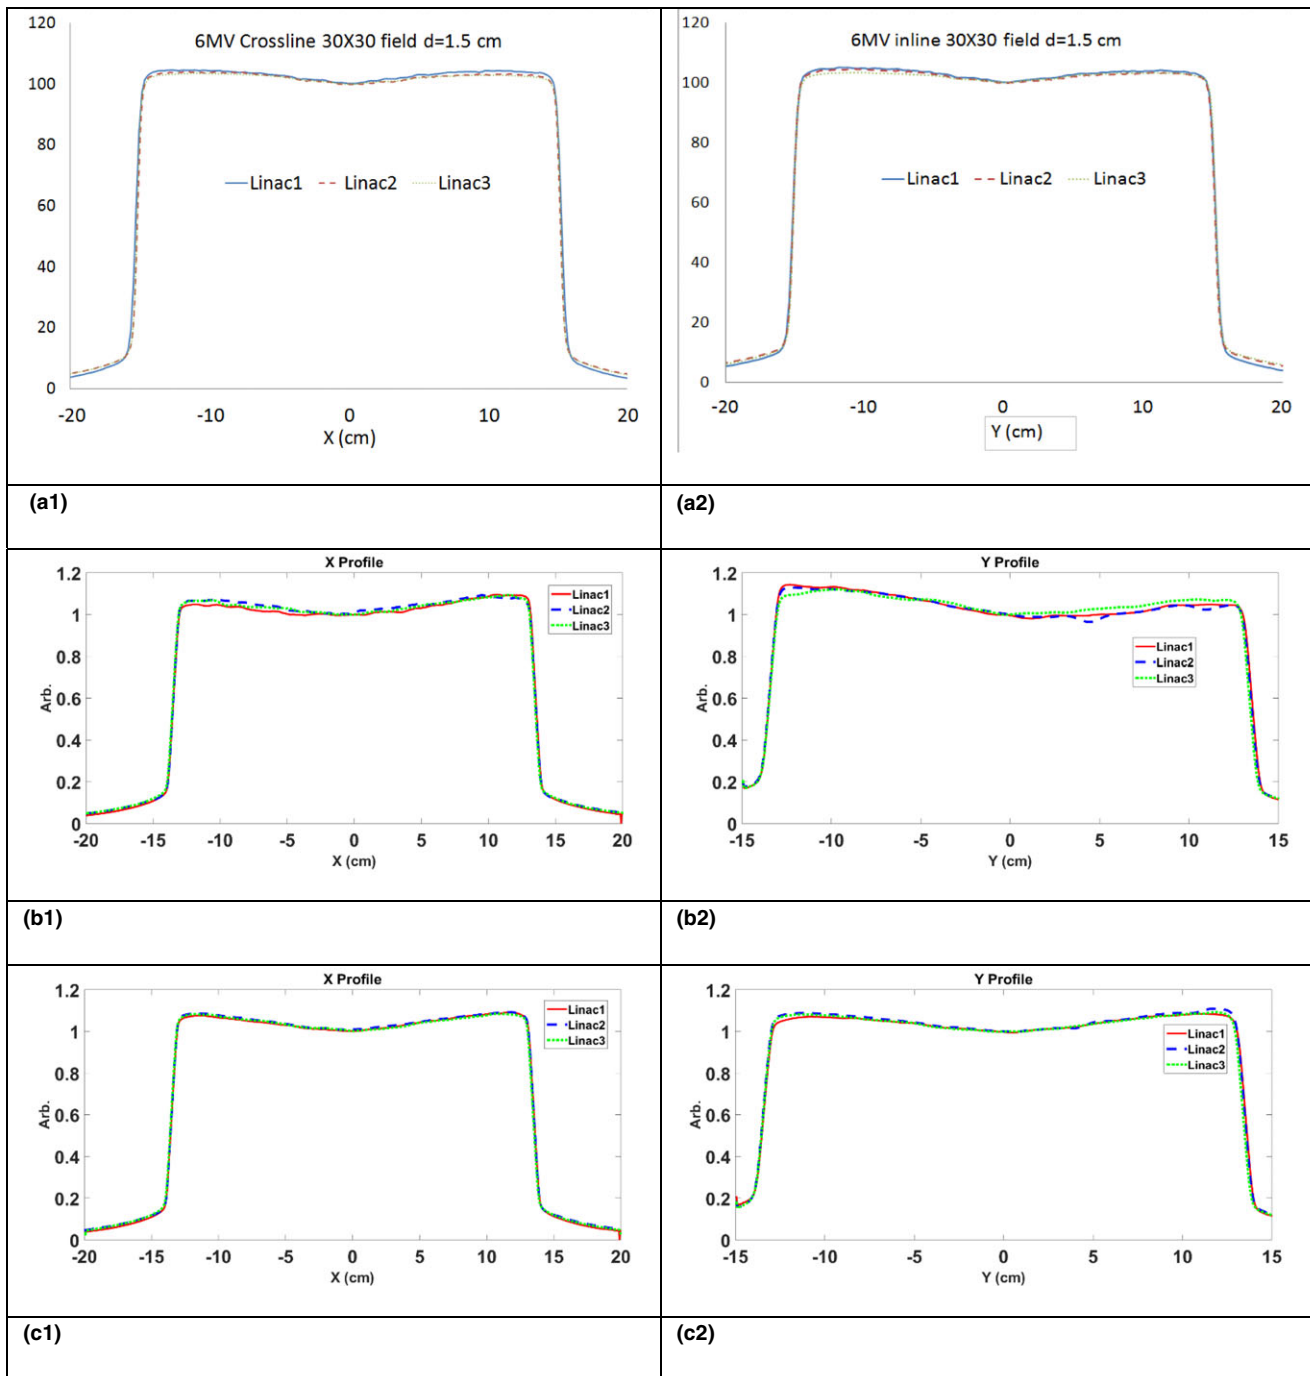 6MV Crossline 30X30 field d=1.5 cm
120
100
80
60
40
20
0
Linac1 Linac2 Linac3
-20 -10 0 10 20
X (cm)
6MV inline 30X30 field d=1.5 cm
120
100
80
60
40
20
0
Linac1 Linac2 Linac3
-20 -10 0 10 20
Y (cm)
(a1)
(a2)
X Profile
1.2
1
0.8
0.6
0.4
0.2
0
Arb.
Linac1
Linac2
Linac3
-20 -15 -10 -5 0 5 10 15 20
X (cm)
Y Profile
1.2
1
0.8
0.6
0.4
0.2
0
Arb.
Linac1
Linac2
Linac3
-15 -10 -5 0 5 10 15
Y (cm)
(b1)
(b2)
X Profile
1.2
1
0.8
0.6
0.4
0.2
0
Arb.
Linac1
Linac2
Linac3
-20 -15 -10 -5 0 5 10 15 20
X (cm)
Y Profile
1.2
1
0.8
0.6
0.4
0.2
0
Arb.
Linac1
Linac2
Linac3
-15 -10 -5 0 5 10 15
Y (cm)
(c1)
(c2)